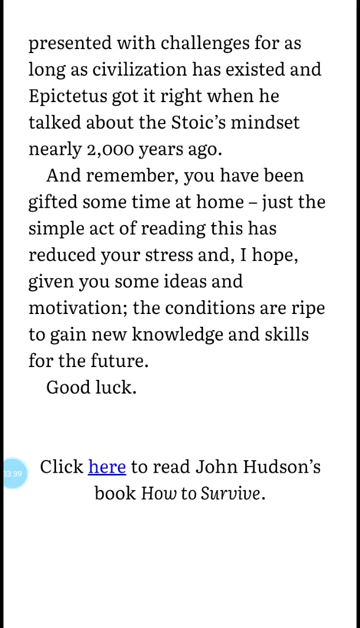 presented with challenges for as
long as civilization has existed and
Epictetus got it right when he
talked about the Stoic’s mindset
nearly 2,000 years ago.
And remember, you have been
gifted some time at home – just the
simple act of reading this has
reduced your stress and, I hope,
given you some ideas and
motivation; the conditions are ripe
to gain new knowledge and skills
for the future.
Good luck.
Click here to read John Hudson’s
book How to Survive.